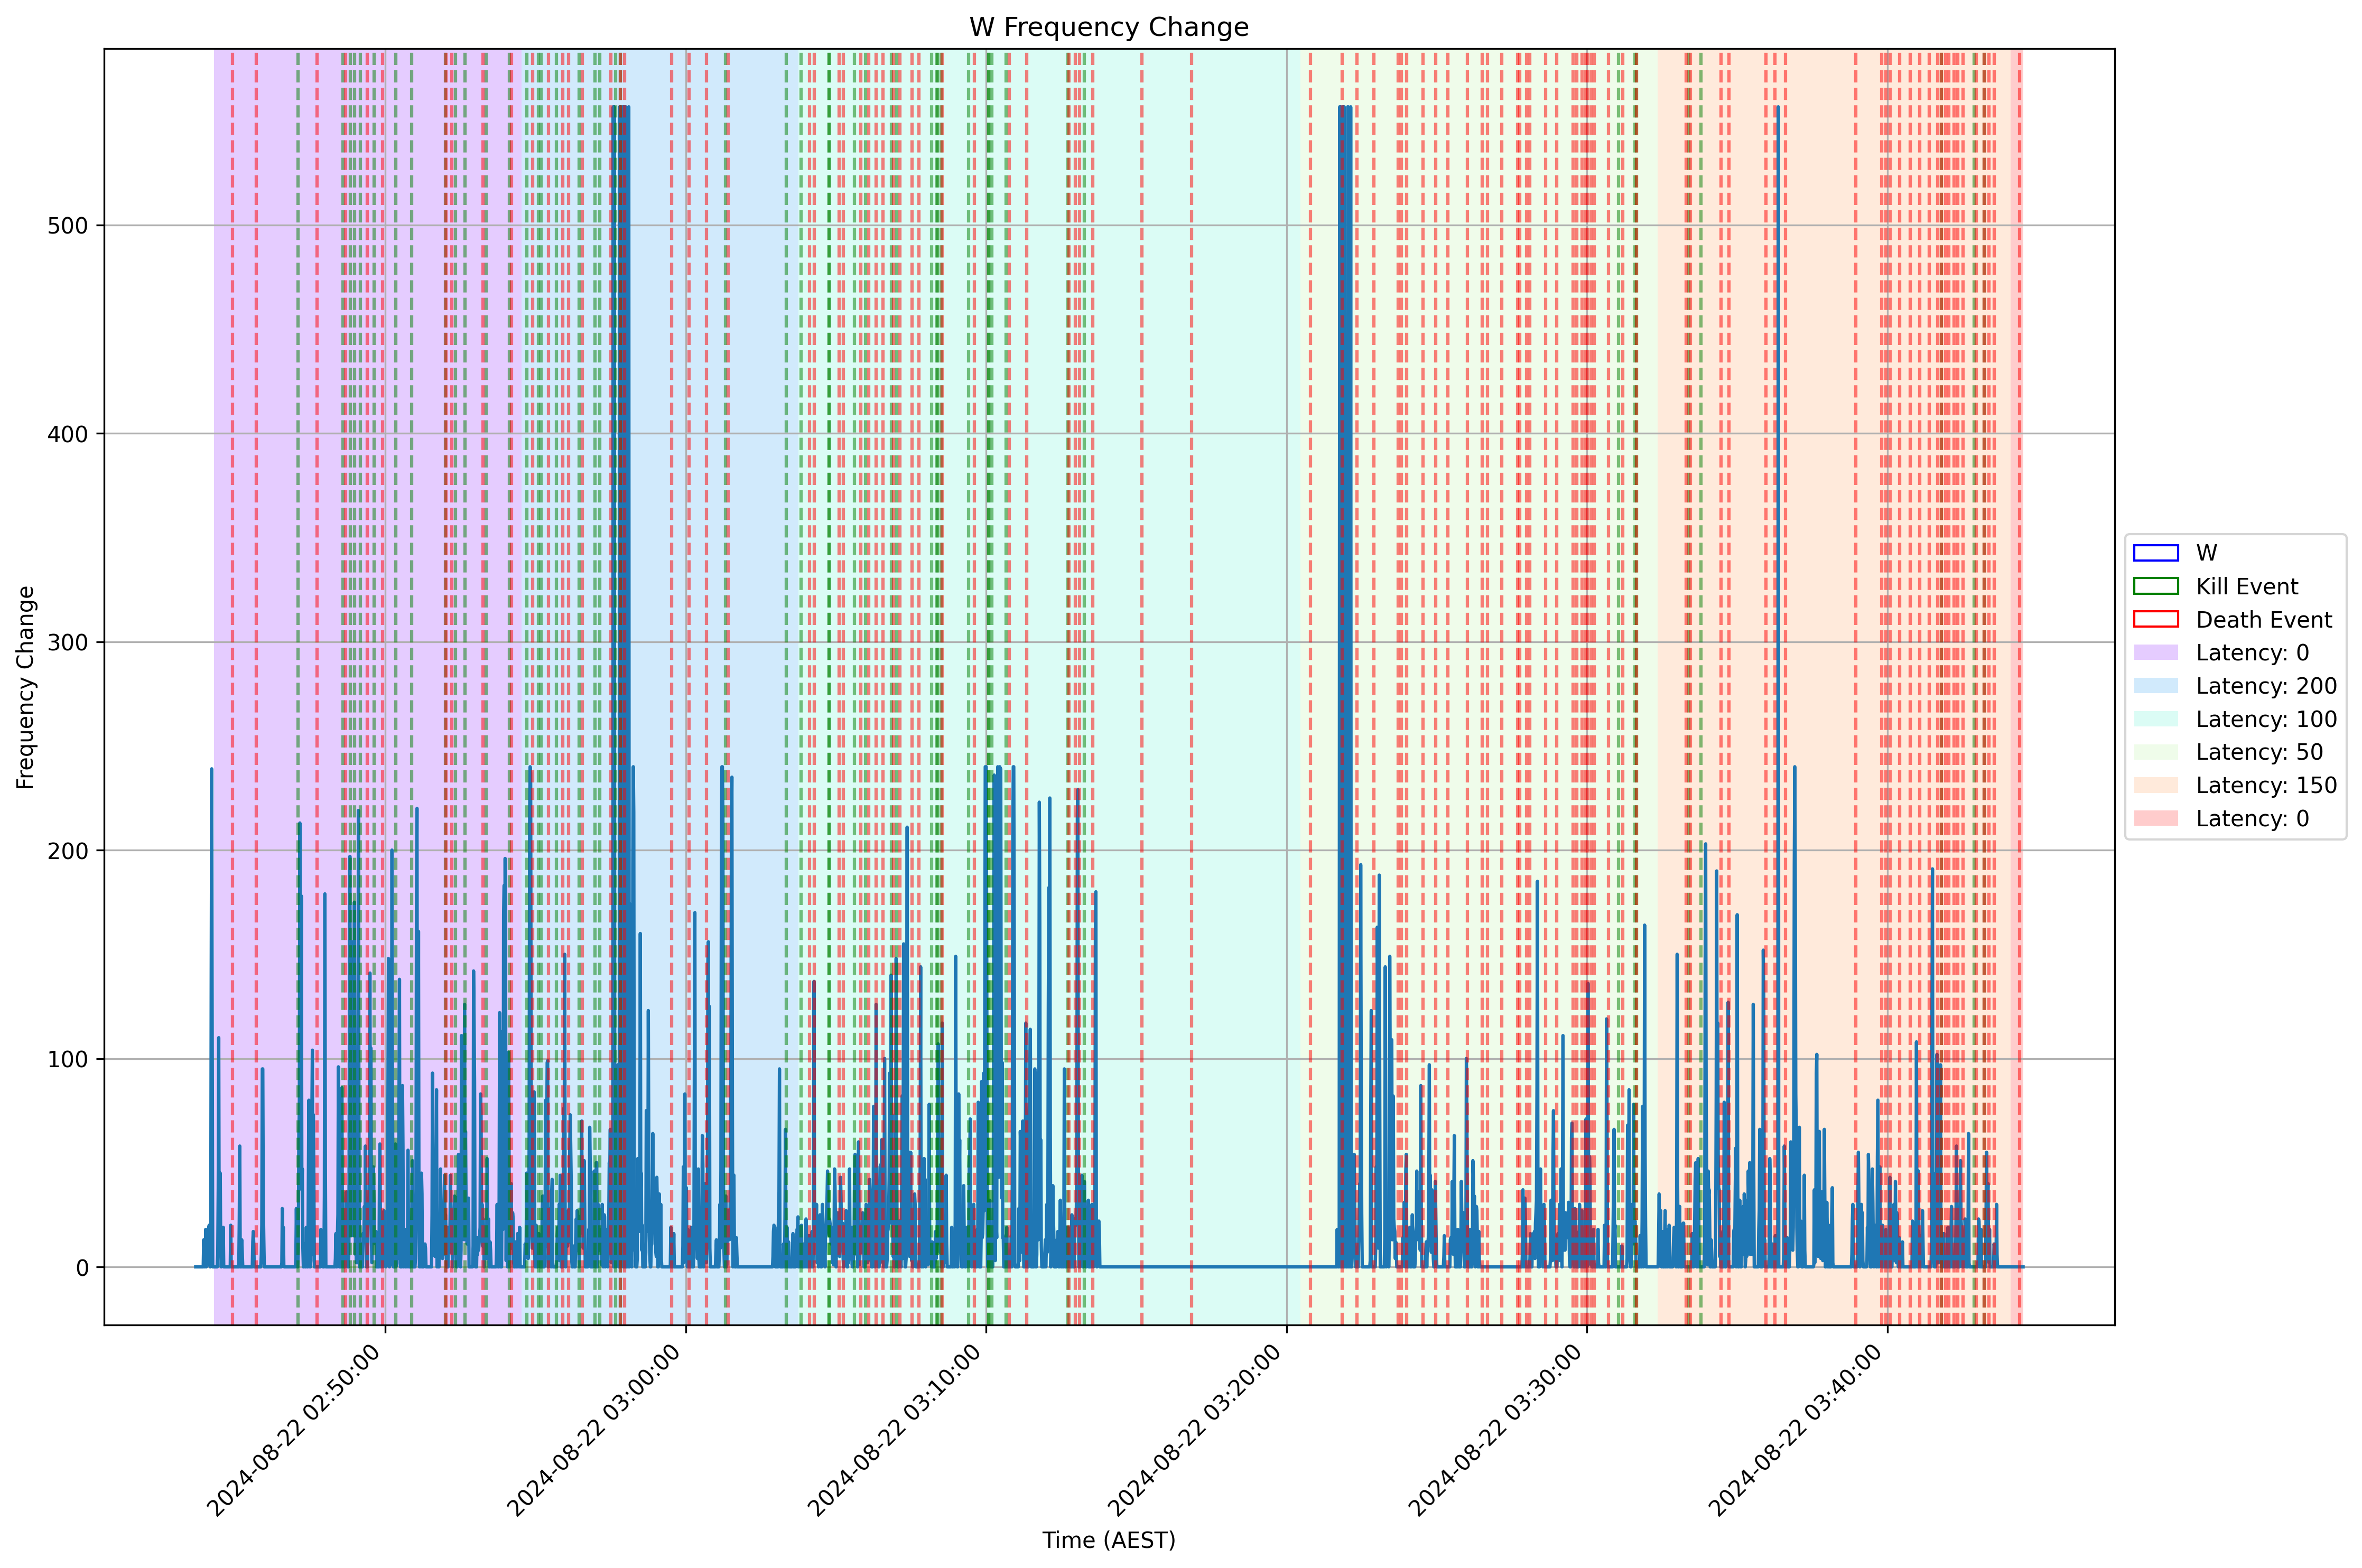 W Frequency Change
Frequency Change
500
400
300
200
100
0
2024-08-22 02:50:00
2024-08-22 03:00:00
2024-08-22 03:10:00
2024-08-22 03:20:00
2024-08-22 03:30:00
2024-08-22 03:40:00
Time (AEST)
W
Kill Event
Death Event
Latency: 0
Latency: 200
Latency: 100
Latency: 50
Latency: 150
Latency: 0